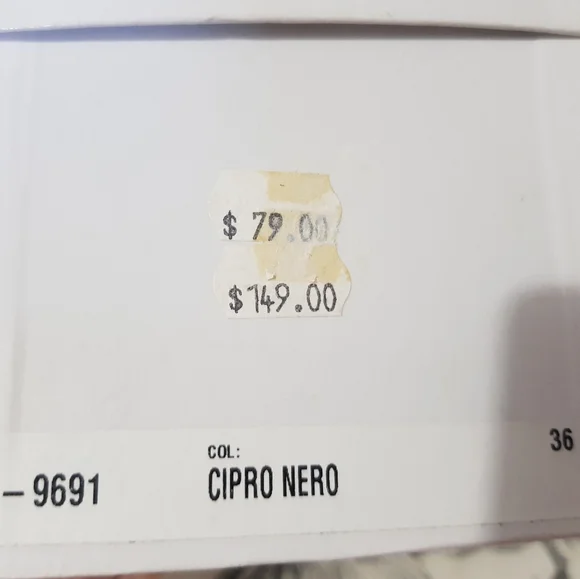 $ 79.00
$149.00
COL:
36
– 9691
CIPRO NERO